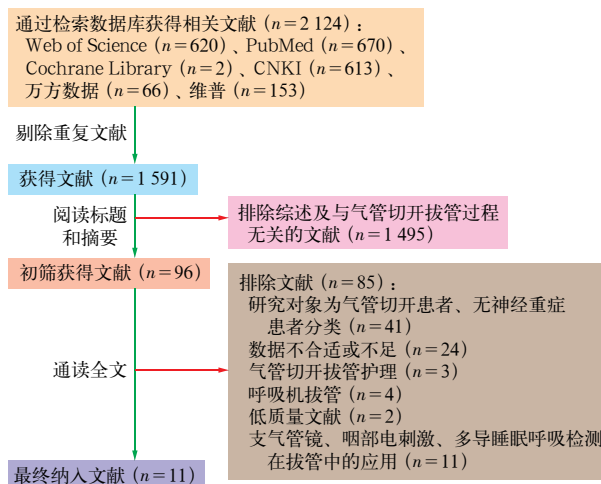 通过检索数据库获得相关文献（n=2 124）：
Web of Science（n=620）、PubMed（n=670）、
Cochrane Library（n=2）、CNKI（n=613）、
万方数据（n=66）、维普（n=153）
剔除重复文献
获得文献（n=1 591）
阅读标题
和摘要
排除综述及与气管切开拔管过程
无关的文献（n=1 495）
初筛获得文献（n=96）
排除文献（n=85）：
研究对象为气管切开患者、无神经重症
患者分类（n=41）
数据不合适或不足（n=24）
气管切开拔管护理（n=3）
呼吸机拔管（n=4）
低质量文献（n=2）
支气管镜、咽部电刺激、多导睡眠呼吸检测
在拔管中的应用（n=11）
通读全文
最终纳入文献（n=11）